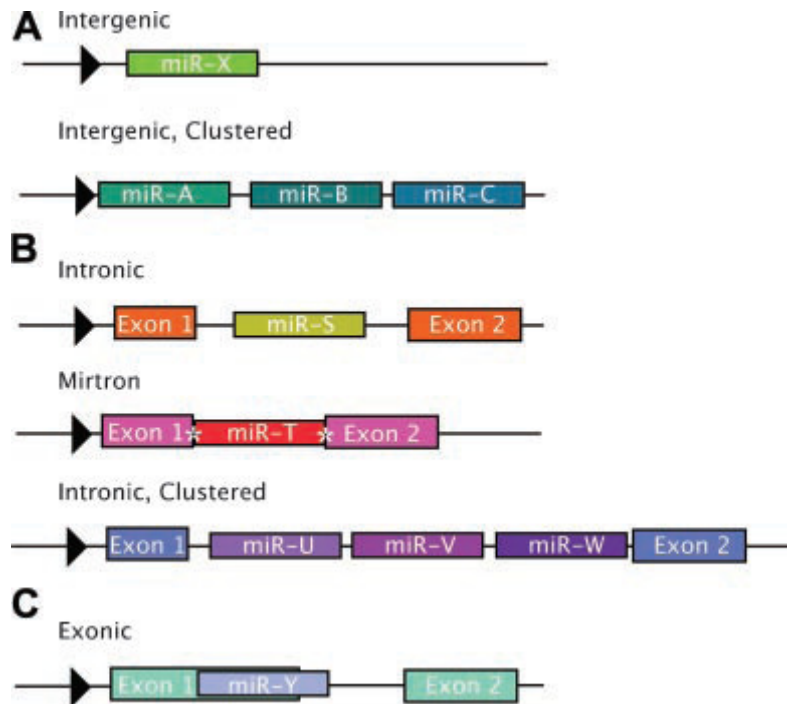 A Intergenic
miR-X
Intergenic, Clustered
miR-A miR-B miR-C
B
Intronic
Exon 1 miR-S Exon 2
Mirtron
Exon 1* miR-T * Exon 2
Intronic, Clustered
Exon 1 miR-U miR-V miR-W Exon 2
C
Exonic
Exon 1 miR-Y Exon 2